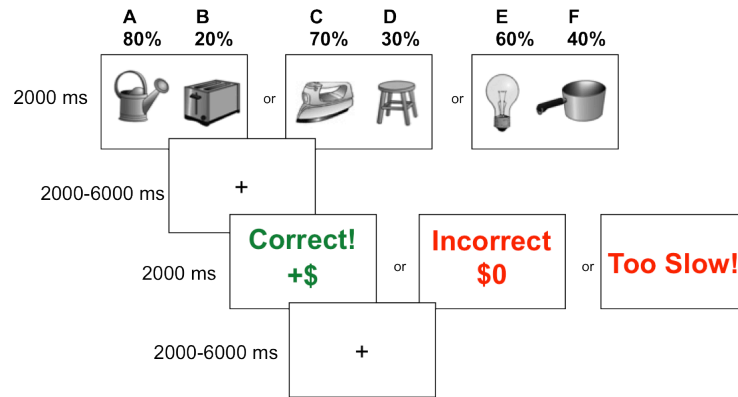 A B C D E F
80% 20% 70% 30% 60% 40%
2000 ms or or
2000-6000 ms +
Correct! Incorrect
2000 ms +$ or $0 or Too Slow!
2000-6000 ms +